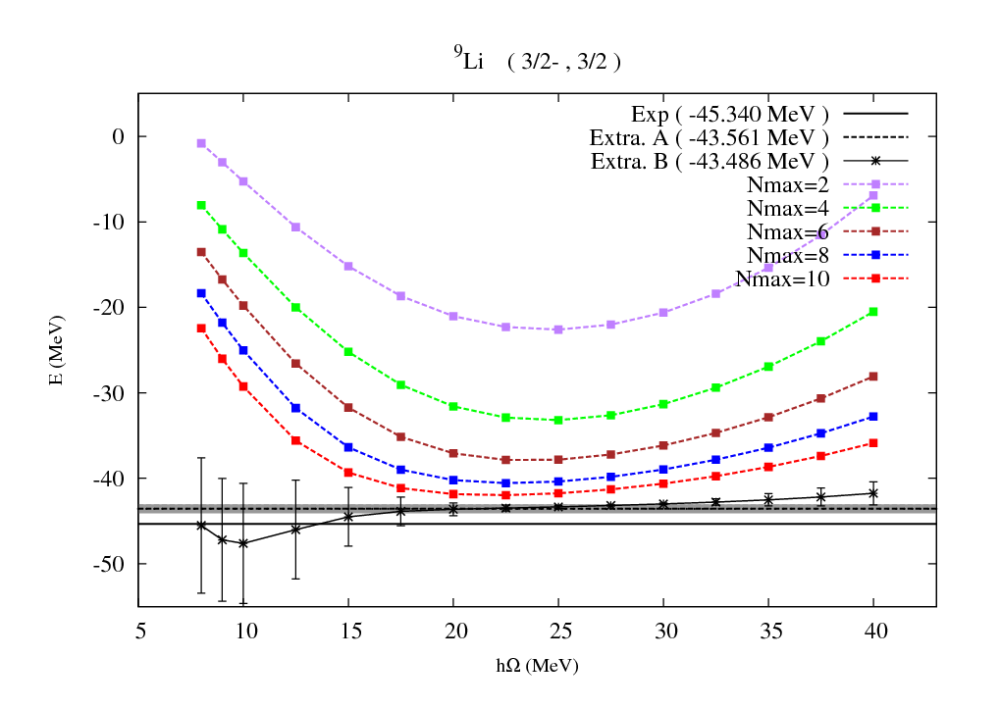 ⁹Li ( 3/2- , 3/2 )
Exp ( -45.340 MeV )
Extra. A ( -43.561 MeV )
Extra. B ( -43.486 MeV )
Nmax=2
Nmax=4
Nmax=6
Nmax=8
Nmax=10
E (MeV)
0
-10
-20
-30
-40
-50
5 10 15 20 25 30 35 40
hΩ (MeV)